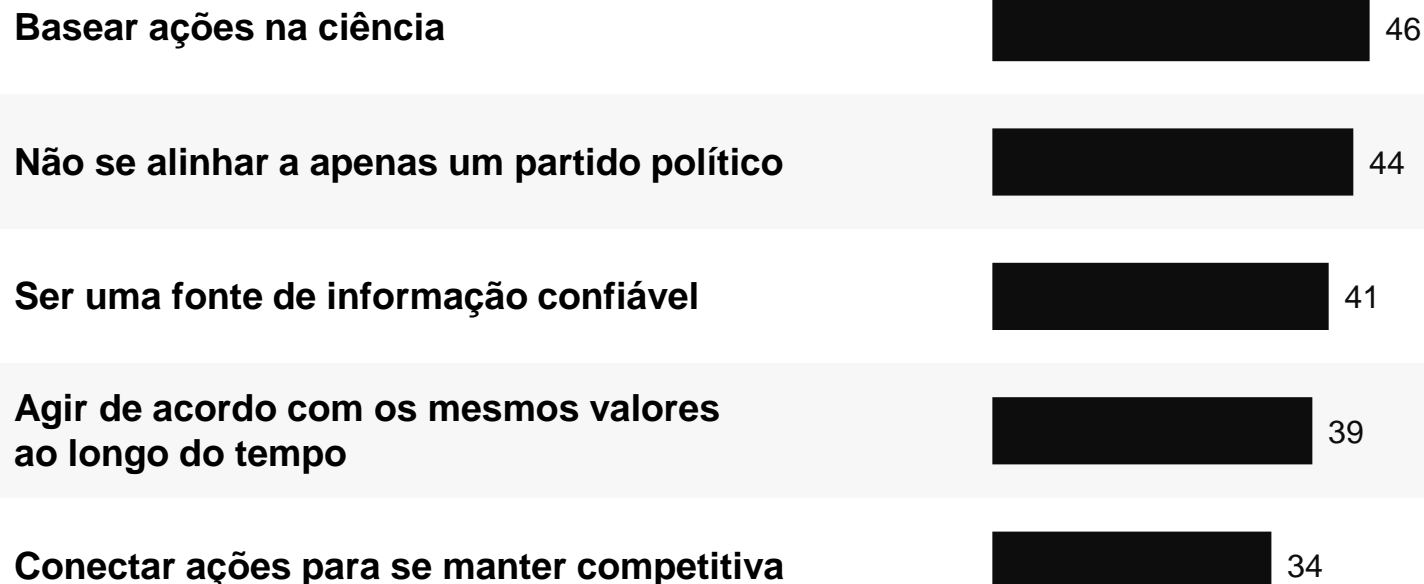 Basear ações na ciência 46
Não se alinhar a apenas um partido político 44
Ser uma fonte de informação confiável 41
Agir de acordo com os mesmos valores
ao longo do tempo 39
Conectar ações para se manter competitiva 34